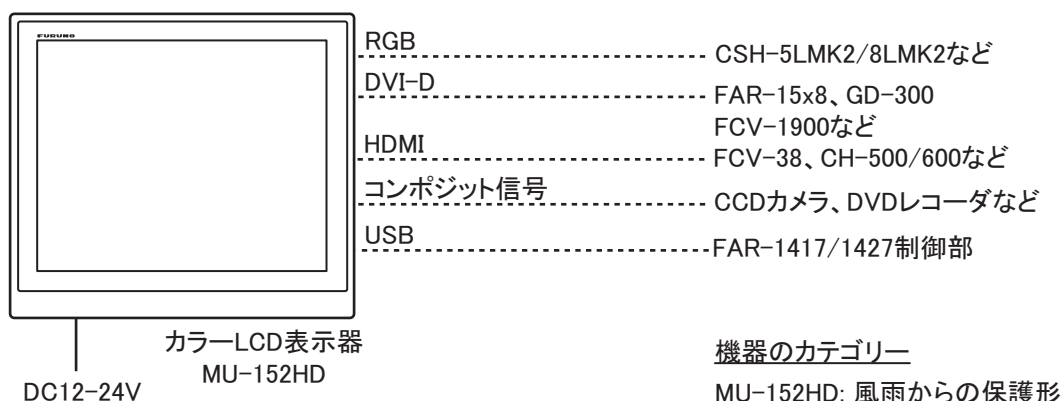 FURUNO
RGB
CSH-5LMK2/8LMK2など
DVI-D
FAR-15x8、GD-300
FCV-1900など
HDMI
FCV-38、CH-500/600など
コンポジット信号
CCDカメラ、DVDレコーダなど
USB
FAR-1417/1427制御部
カラーLCD表示器
MU-152HD
DC12-24V
機器のカテゴリー
MU-152HD: 風雨からの保護形